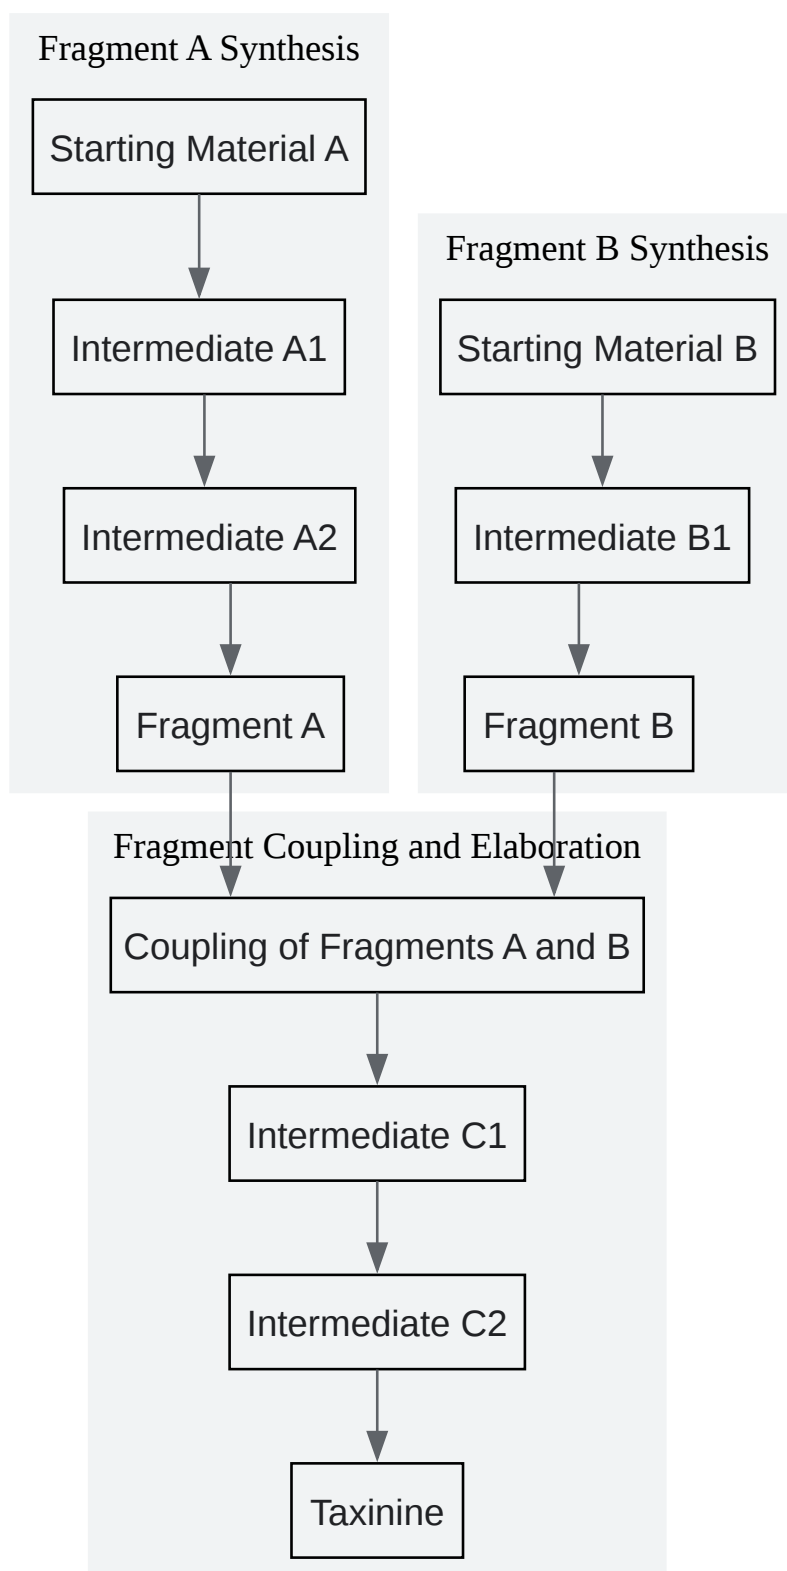 Fragment A Synthesis
Starting Material A
Intermediate A1
Intermediate A2
Fragment A
Fragment B Synthesis
Starting Material B
Intermediate B1
Fragment B
Fragment Coupling and Elaboration
Coupling of Fragments A and B
Intermediate C1
Intermediate C2
Taxinine